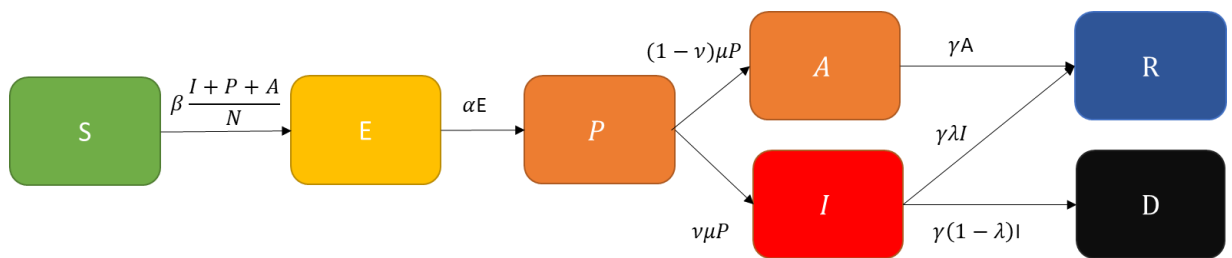 S
β (I + P + A)/N
E
αE
P
(1 − ν)μP
νμP
A
I
γA
γλI
γ(1 − λ)I
R
D